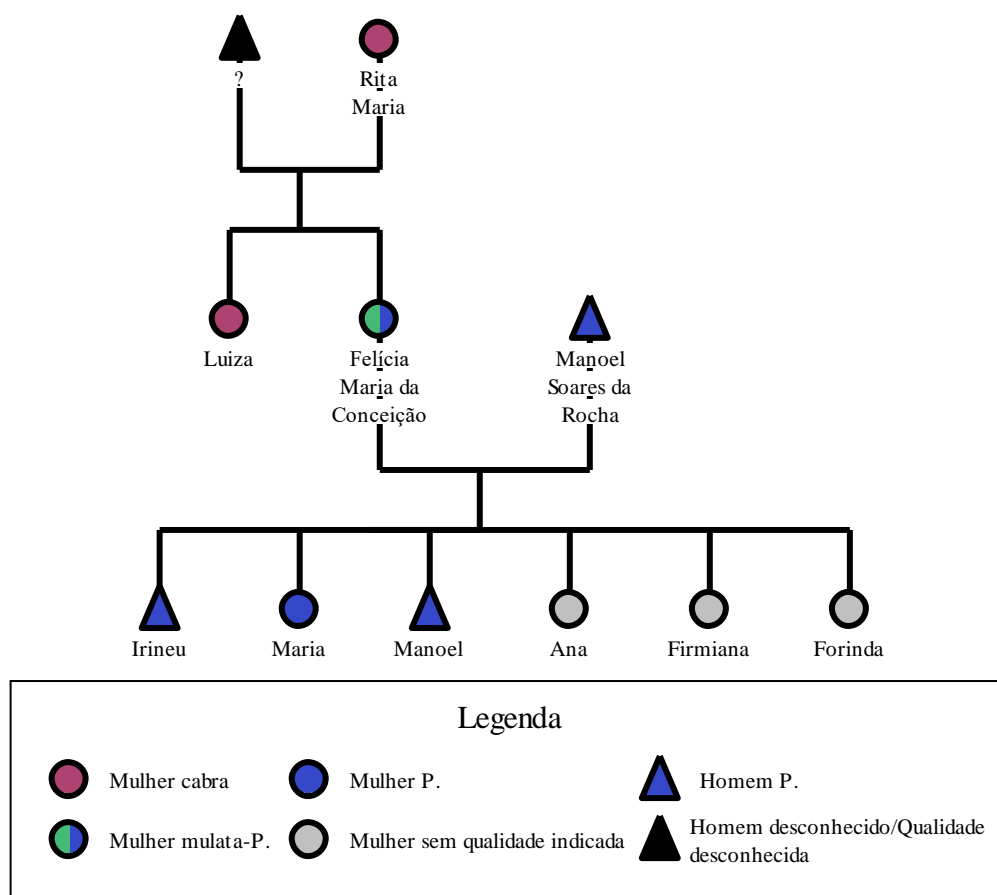 ?
Rita
Maria
Luiza
Felícia
Maria da
Conceição
Manoel
Soares da
Rocha
Irineu
Maria
Manoel
Ana
Firmiana
Forinda
Legenda
Mulher cabra
Mulher P.
Homem P.
Mulher mulata-P.
Mulher sem qualidade indicada
Homem desconhecido/Qualidade
desconhecida